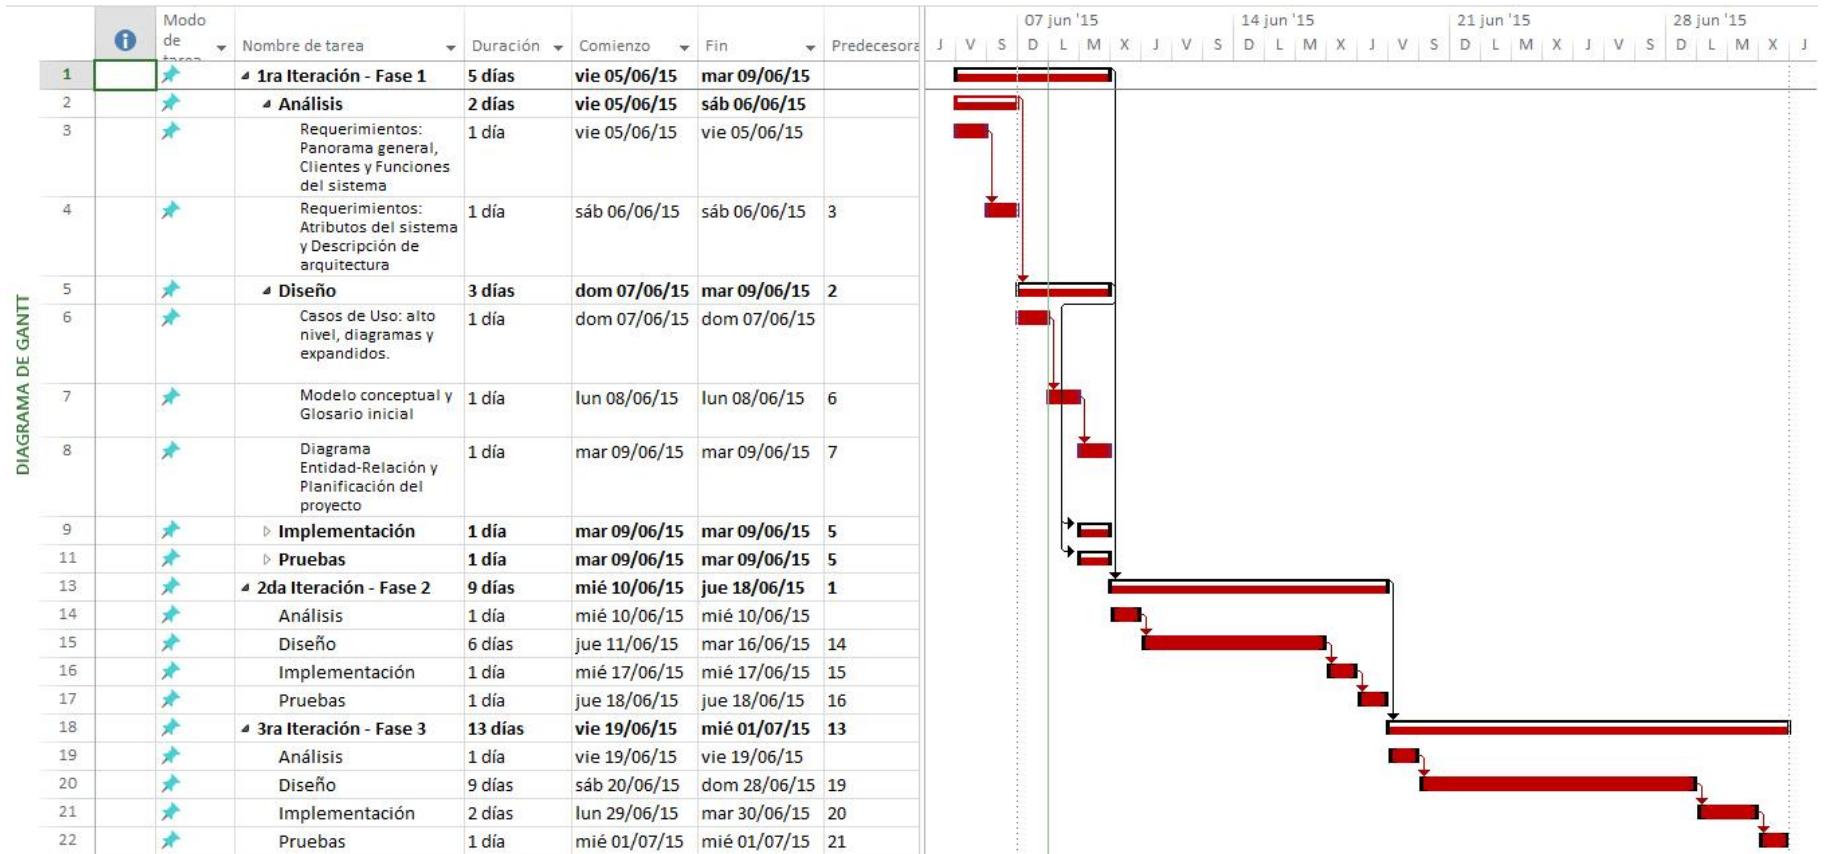 07 jun '15 14 jun '15 21 jun '15 28 jun '15
Modo de tarea Nombre de tarea Duración Comienzo Fin Predecesora J V S D L M X J V S D L M X J V S D L M X J V S D L M X J
DIAGRAMA DE GANTT
1 1ra Iteración - Fase 1 5 días vie 05/06/15 mar 09/06/15
2 Análisis 2 días vie 05/06/15 sáb 06/06/15
3 Requerimientos: 1 día vie 05/06/15 vie 05/06/15
Panorama general,
Clientes y Funciones
del sistema
4 Requerimientos: 1 día sáb 06/06/15 sáb 06/06/15 3
Atributos del sistema
y Descripción de
arquitectura
5 Diseño 3 días dom 07/06/15 mar 09/06/15 2
6 Casos de Uso: alto 1 día dom 07/06/15 dom 07/06/15
nivel, diagramas y
expandidos.
7 Modelo conceptual y 1 día lun 08/06/15 lun 08/06/15 6
Glosario inicial
8 Diagrama 1 día mar 09/06/15 mar 09/06/15 7
Entidad-Relación y
Planificación del
proyecto
9 Implementación 1 día mar 09/06/15 mar 09/06/15 5
11 Pruebas 1 día mar 09/06/15 mar 09/06/15 5
13 2da Iteración - Fase 2 9 días mié 10/06/15 jue 18/06/15 1
14 Análisis 1 día mié 10/06/15 mié 10/06/15
15 Diseño 6 días jue 11/06/15 mar 16/06/15 14
16 Implementación 1 día mié 17/06/15 mié 17/06/15 15
17 Pruebas 1 día jue 18/06/15 jue 18/06/15 16
18 3ra Iteración - Fase 3 13 días vie 19/06/15 mié 01/07/15 13
19 Análisis 1 día vie 19/06/15 vie 19/06/15
20 Diseño 9 días sáb 20/06/15 dom 28/06/15 19
21 Implementación 2 días lun 29/06/15 mar 30/06/15 20
22 Pruebas 1 día mié 01/07/15 mié 01/07/15 21